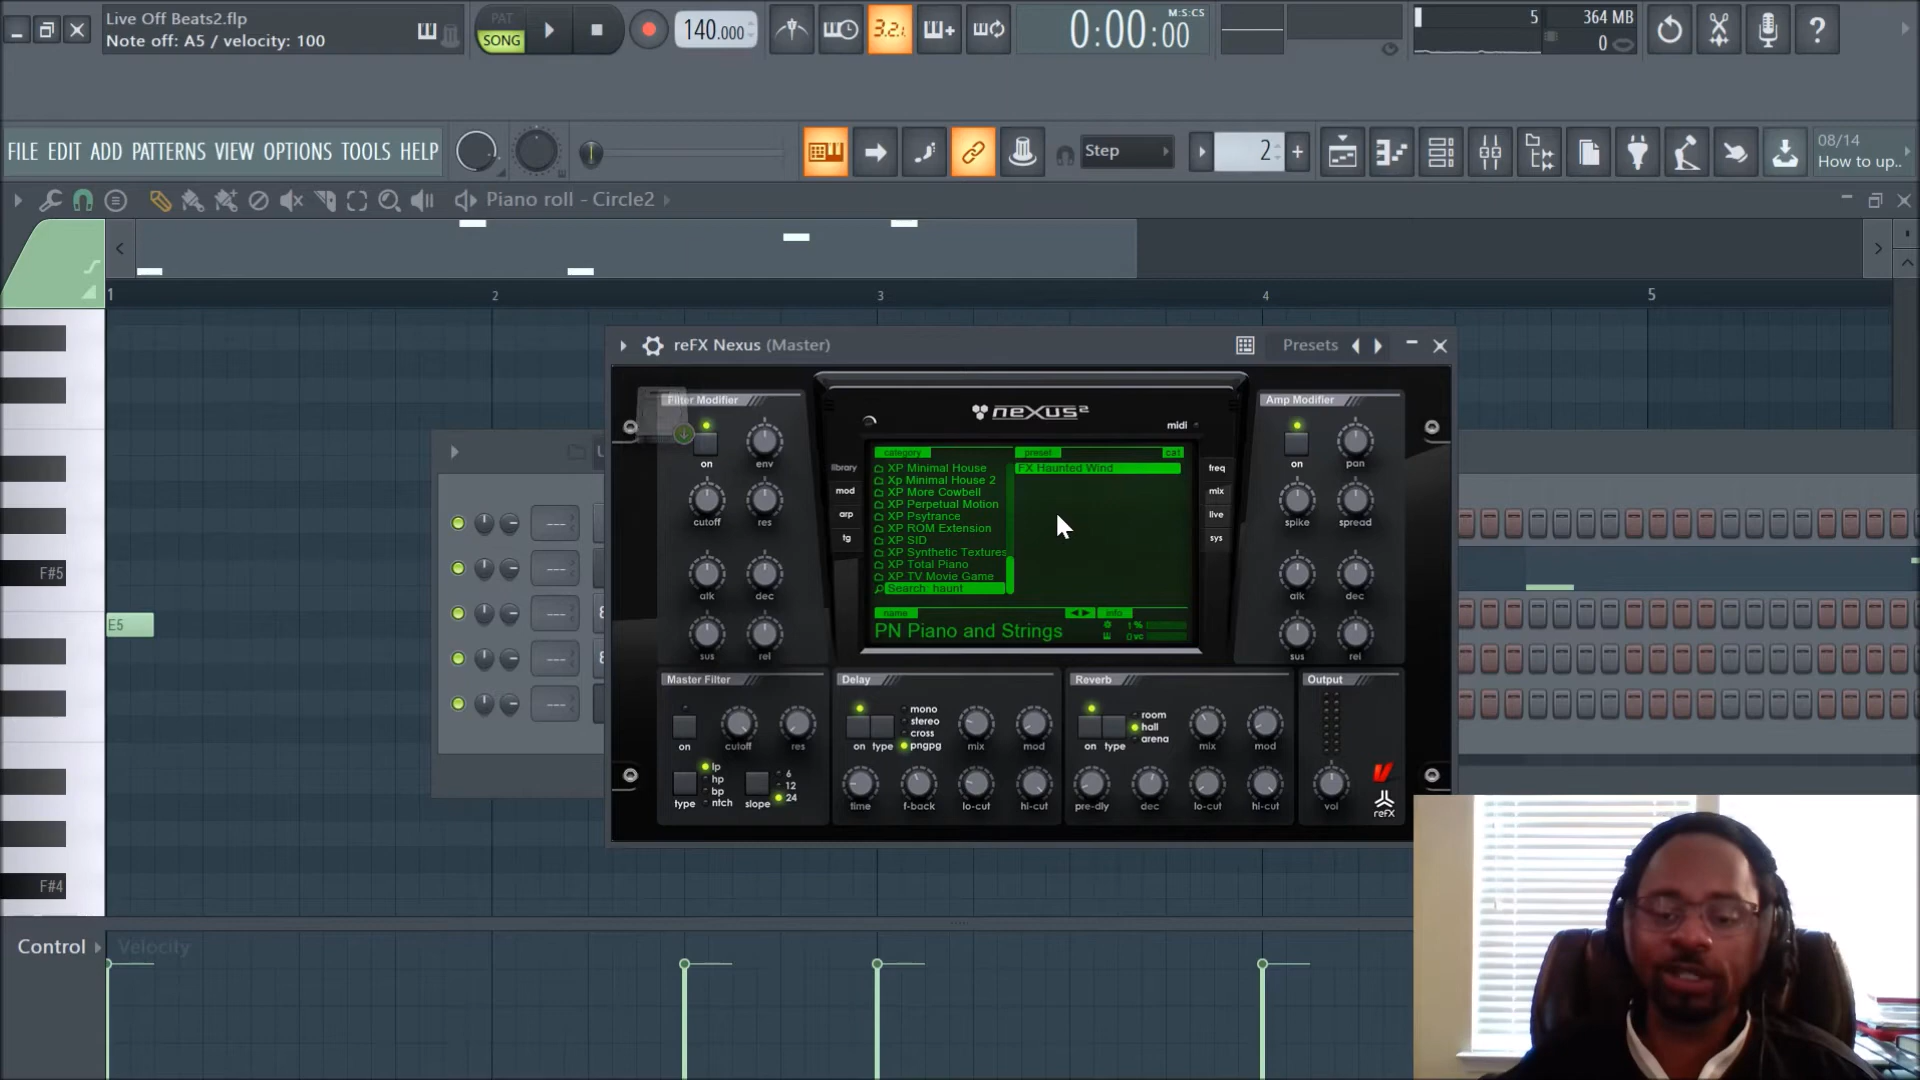 Live Off Beats2.flp
Note off: A5 / velocity: 100
PAT
SONG
140.000
3.2.
M:S:CS
0:00:00
5
364 MB
0
?
FILE EDIT ADD PATTERNS VIEW OPTIONS TOOLS HELP
Step
2
+
08/14
How to up..
Piano roll - Circle2
1
2
3
4
5
reFX Nexus (Master)
Presets
Filter Modifier
on
env
cutoff
res
atk
dec
sus
rel
nexus²
midi
category
preset
cat
library
mod
arp
tg
XP Minimal House
Xp Minimal House 2
XP More Cowbell
XP Perpetual Motion
XP Psytrance
XP ROM Extension
XP SID
XP Synthetic Textures
XP Total Piano
XP TV Movie Game
Search: haunt
FX Haunted Wind
freq
mix
live
sys
name
info
PN Piano and Strings
1 %
0 vc
Amp Modifier
on
pan
spike
spread
atk
dec
sus
rel
Master Filter
on
cutoff
res
type
lp
hp
bp
ntch
slope
6
12
24
Delay
on
type
mono
stereo
cross
pngpg
mix
mod
time
f-back
lo-cut
hi-cut
Reverb
on
type
room
hall
arena
mix
mod
pre-dly
dec
lo-cut
hi-cut
Output
vol
reFX
F#5
E5
F#4
Control
Velocity